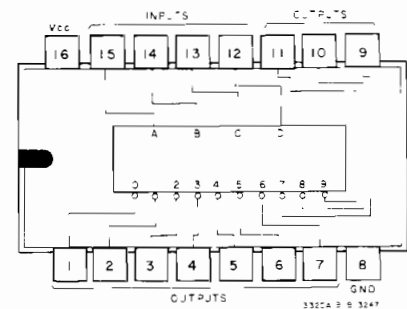 INPUTS OUTPUTS
Vcc
16 15 14 13 12 11 10 9
A B C D
0 2 3 4 5 6 7 8 9
1 2 3 4 5 6 7 8
OUTPUTS GND